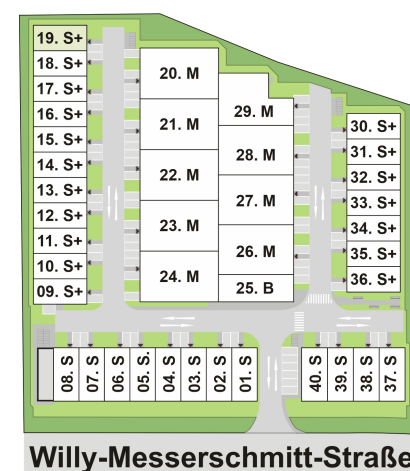 19. S+
18. S+
17. S+
16. S+
15. S+
14. S+
13. S+
12. S+
11. S+
10. S+
09. S+
20. M
21. M
22. M
23. M
24. M
29. M
28. M
27. M
26. M
25. B
30. S+
31. S+
32. S+
33. S+
34. S+
35. S+
36. S+
08. S
07. S
06. S
05. S.
04. S
03. S
02. S
01. S
40. S
39. S
38. S
37. S
Willy-Messerschmitt-Straße